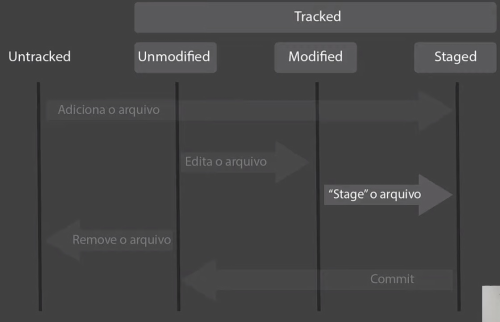 Tracked
Untracked
Unmodified
Modified
Staged
Adiciona o arquivo
Edita o arquivo
“Stage” o arquivo
Remove o arquivo
Commit